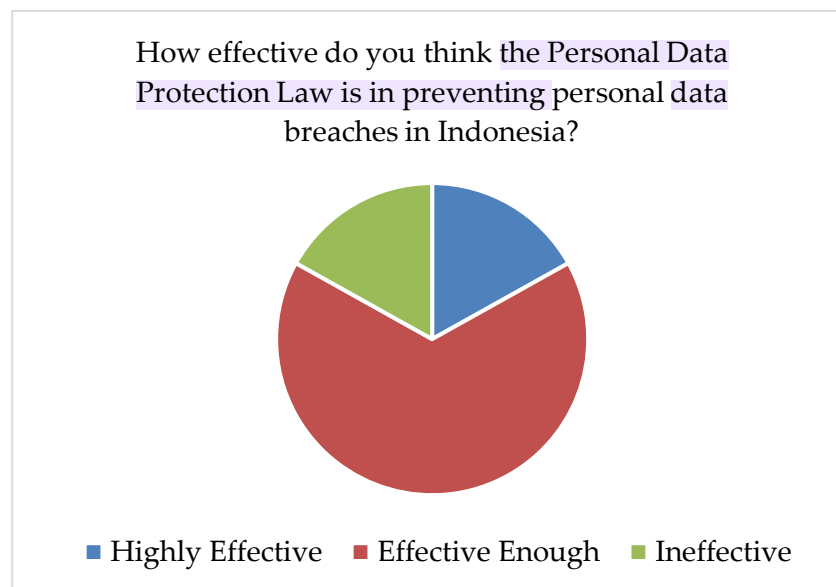 How effective do you think the Personal Data
Protection Law is in preventing personal data
breaches in Indonesia?
Highly Effective Effective Enough Ineffective